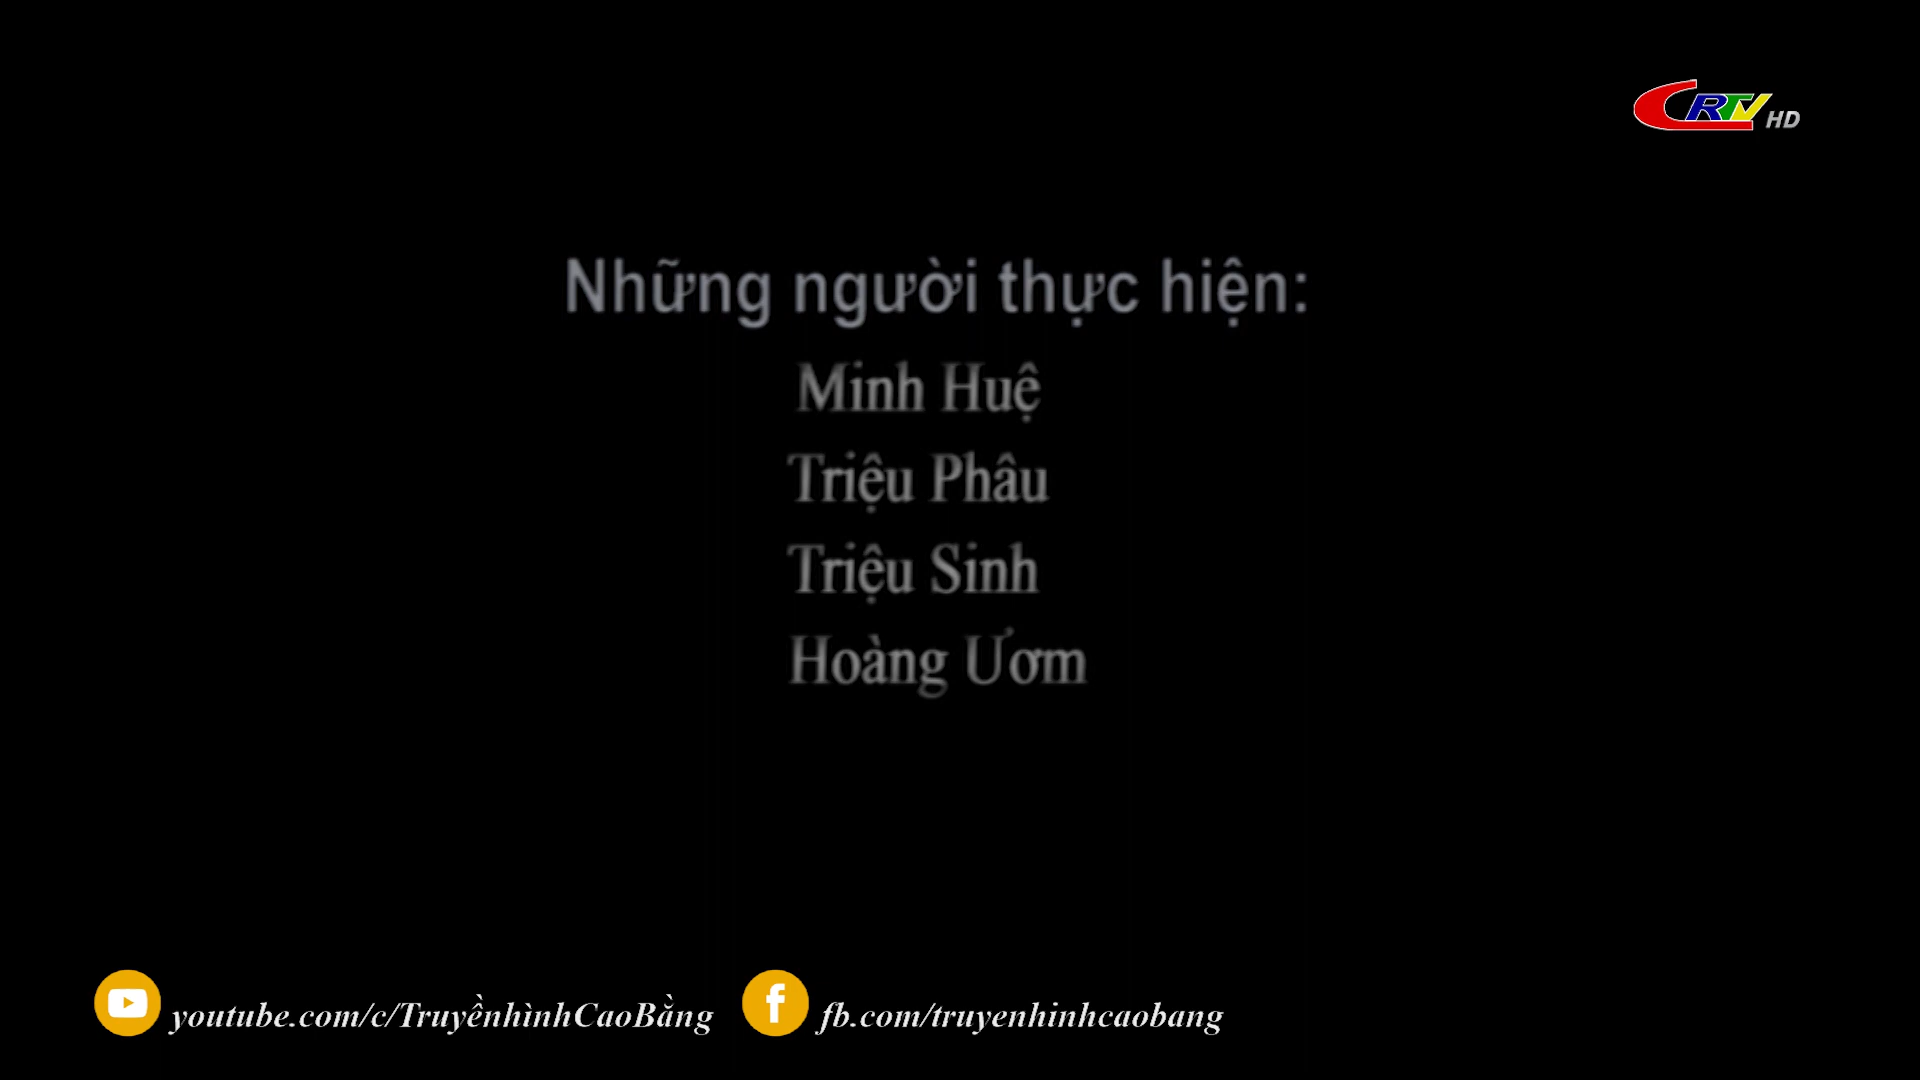 CRTV HD
Những người thực hiện:
Minh Huệ
Triệu Phâu
Triệu Sinh
Hoàng Ươm
youtube.com/c/TruyềnhìnhCaoBằng fb.com/truyenhinhcaobang